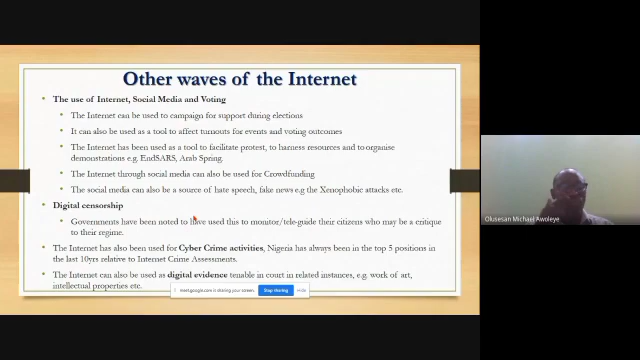 Other waves of the Internet
• The use of Internet, Social Media and Voting
• The Internet can be used to campaign for support during elections
• It can also be used as a tool to affect turnouts for events and voting outcomes
• The Internet has been used as a tool to facilitate protest, to harness resources and to organise
demonstrations e.g. EndSARS, Arab Spring.
• The Internet through social media can also be used for Crowdfunding
• The social media can also be a source of hate speech, fake news e.g the Xenophobic attacks etc.
• Digital censorship
• Governments have been noted to have used this to monitor/tele-guide their citizens who may be a critique
to their regime.
• The Internet has also been used for Cyber Crime activities, Nigeria has always been in the top 5 positions in
the last 10yrs relative to Internet Crime Assessments.
• The Internet can also be used as digital evidence tenable in court in related instances, e.g. work of art,
intellectual properties etc.
meet.google.com is sharing your screen.
Stop sharing
Hide
Olusesan Michael Awoleye